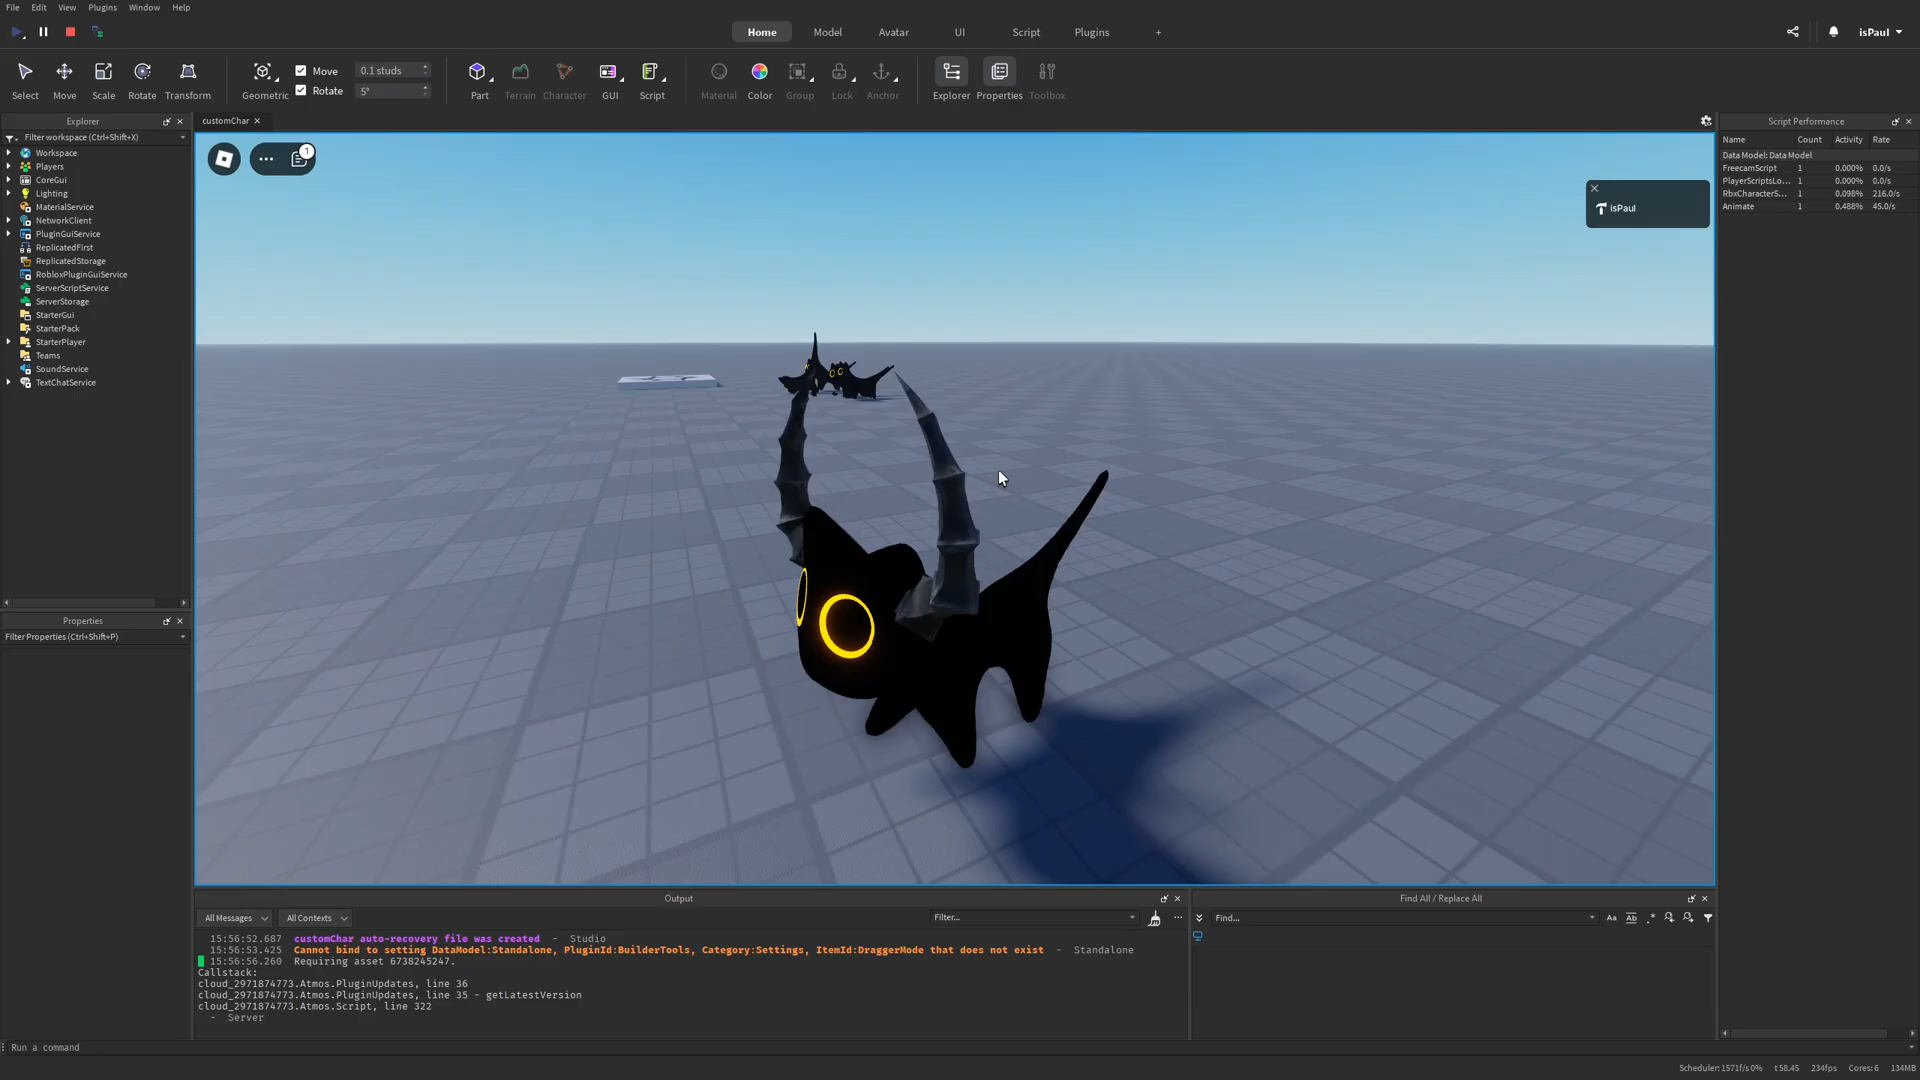 File Edit View Plugins Window Help
Home Model Avatar UI Script Plugins + isPaul
Move 0.1 studs
Rotate 5°
Select Move Scale Rotate Transform Geometric Part Terrain Character GUI Script Material Color Group Lock Anchor Explorer Properties Toolbox
Explorer
Filter workspace (Ctrl+Shift+X)
Workspace
Players
CoreGui
Lighting
MaterialService
NetworkClient
PluginGuiService
ReplicatedFirst
ReplicatedStorage
RobloxPluginGuiService
ServerScriptService
ServerStorage
StarterGui
StarterPack
StarterPlayer
Teams
SoundService
TextChatService
Properties
Filter Properties (Ctrl+Shift+P)
customChar
1
isPaul
Script Performance
Name Count Activity Rate
Data Model: Data Model
FreecamScript 1 0.000% 0.0/s
PlayerScriptsLo... 1 0.000% 0.0/s
RbxCharacterS... 1 0.098% 216.0/s
Animate 1 0.488% 45.0/s
Output
All Messages All Contexts Filter...
15:56:52.687 customChar auto-recovery file was created - Studio
15:56:53.425 Cannot bind to setting DataModel:Standalone, PluginId:BuilderTools, Category:Settings, ItemId:DraggerMode that does not exist - Standalone
15:56:56.260 Requiring asset 6738245247.
Callstack:
cloud_2971874773.Atmos.PluginUpdates, line 36
cloud_2971874773.Atmos.PluginUpdates, line 35 - getLatestVersion
cloud_2971874773.Atmos.Script, line 322
- Server
Find All / Replace All
Find... Aa Ab .*
Run a command
Scheduler: 1571f/s 0% t 58.45 234fps Cores: 6 134MB